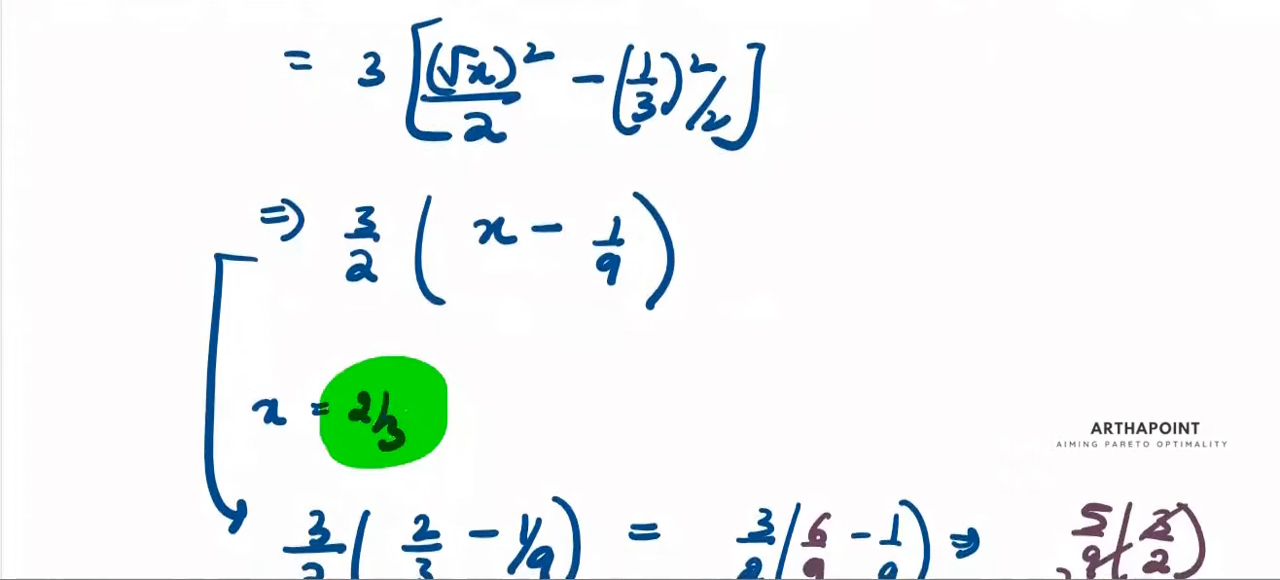 = 3 [(√x)²/2 − (1/3)²/2]
⇒ 3/2 ( x − 1/9 )
x = 2/3
ARTHAPOINT
AIMING PARETO OPTIMALITY
3/2 ( 2/3 − 1/9 ) = 3/2 ( 6/9 − 1/9 ) ⇒ 5/9 ( 3/2 )